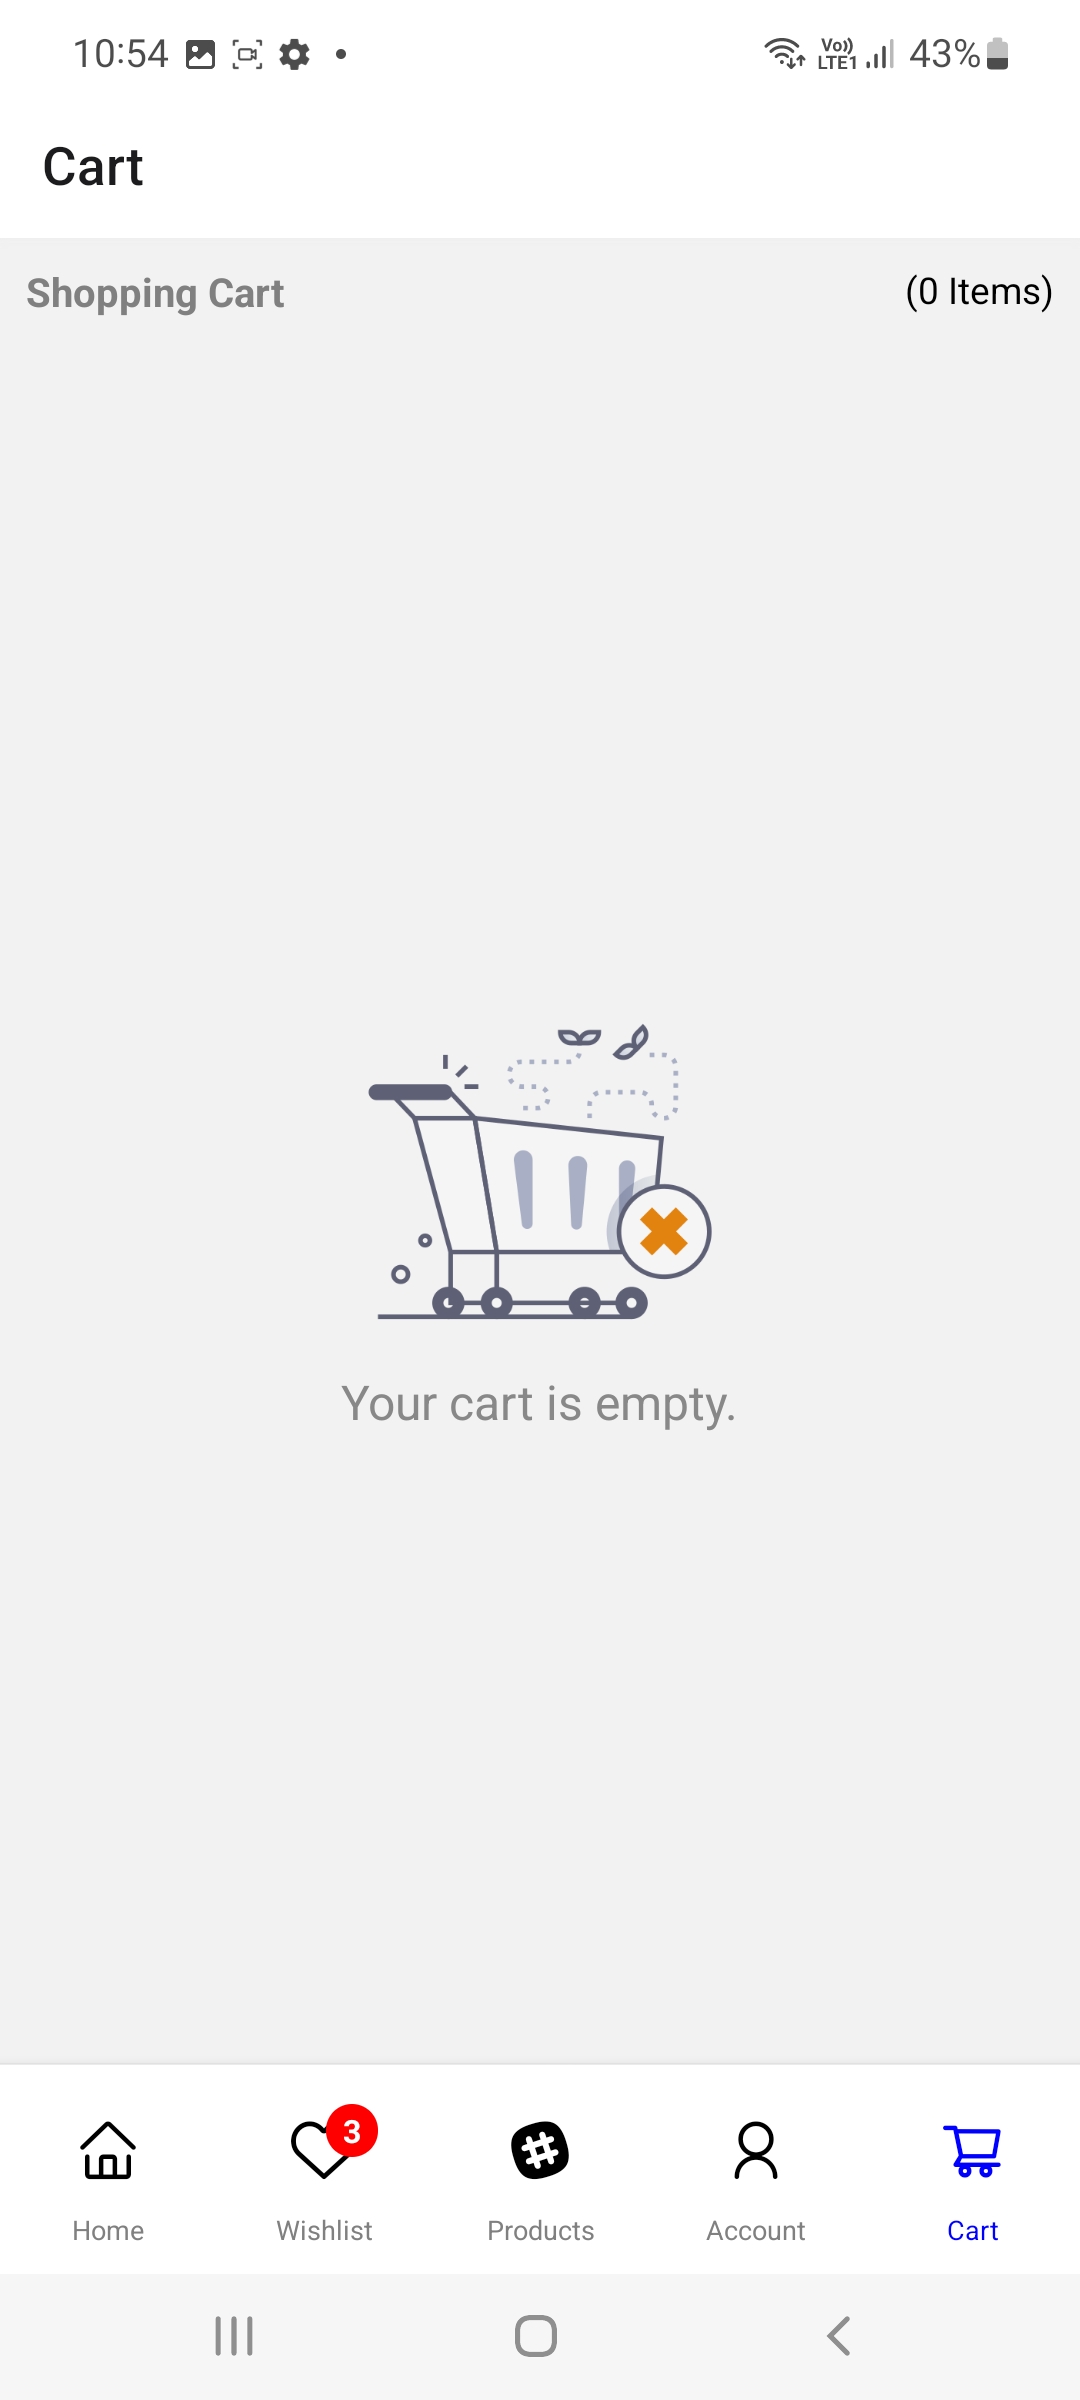 10:54
Vo)) LTE1 43%
Cart
Shopping Cart (0 Items)
Your cart is empty.
3
Home Wishlist Products Account Cart